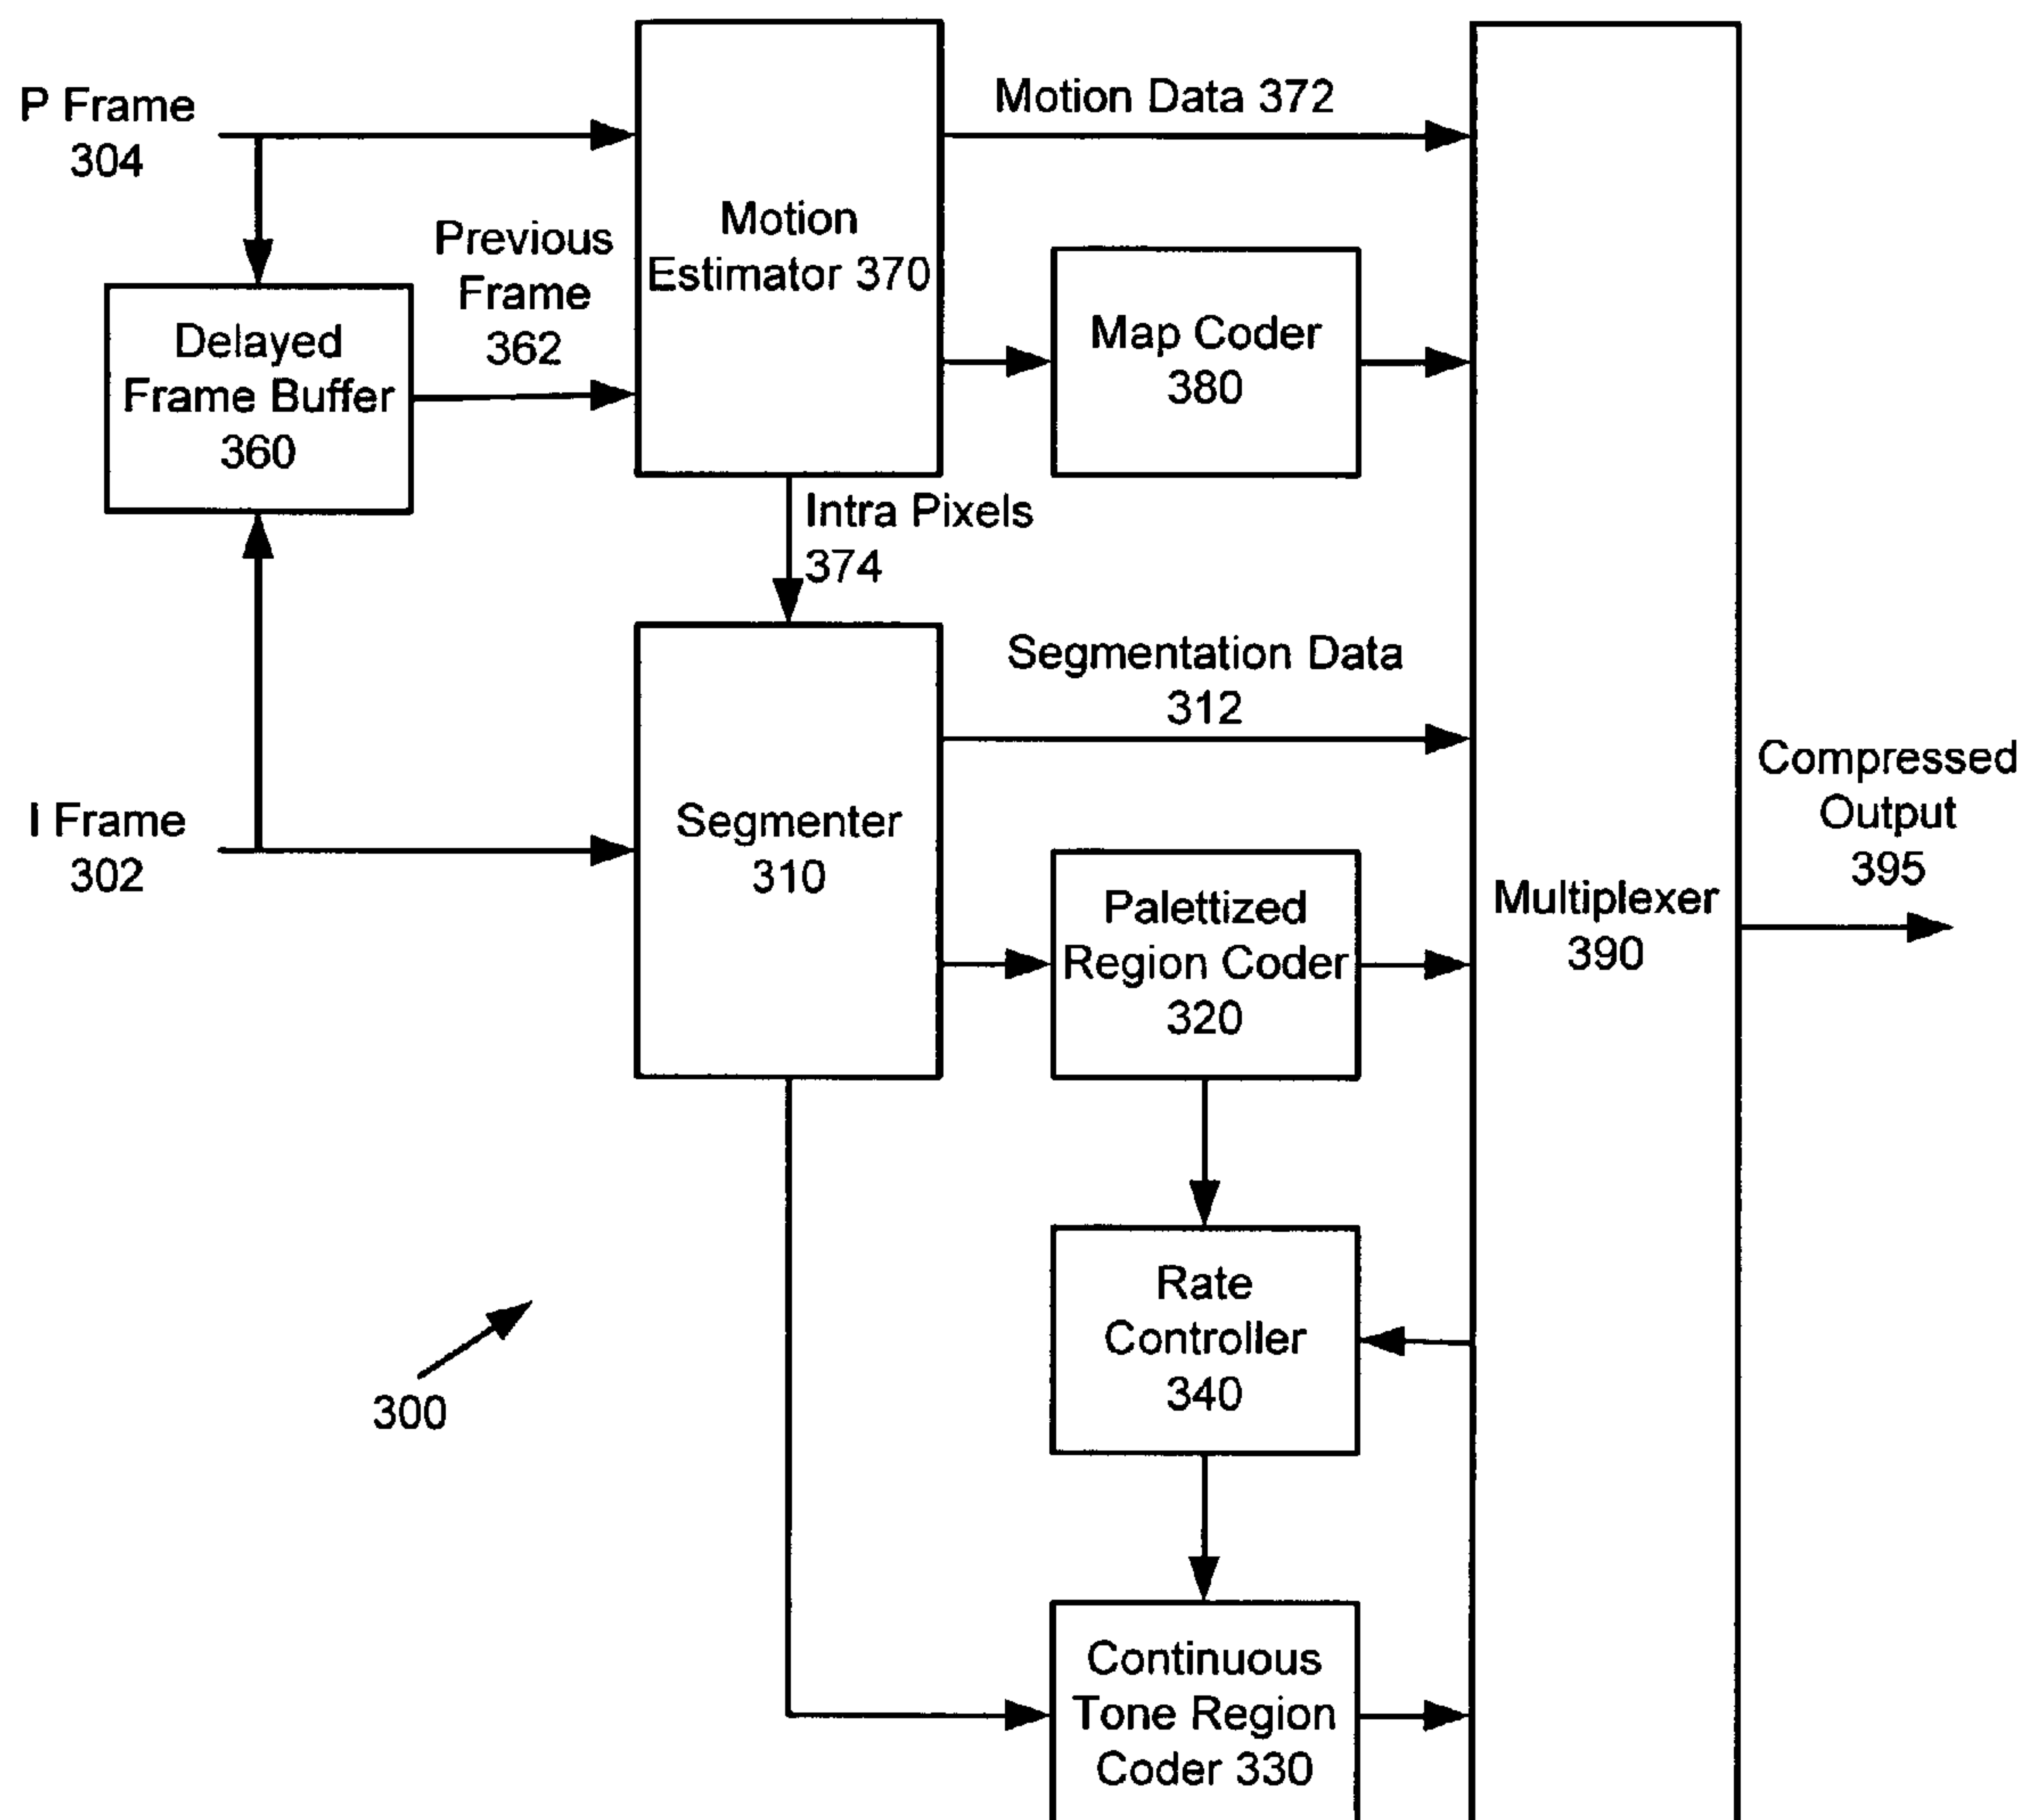 P Frame
304
Motion Data 372
Motion
Estimator 370
Previous
Frame
362
Delayed
Frame Buffer
360
Map Coder
380
Intra Pixels
374
Segmentation Data
312
I Frame
302
Segmenter
310
Palettized
Region Coder
320
Multiplexer
390
Compressed
Output
395
Rate
Controller
340
300
Continuous
Tone Region
Coder 330